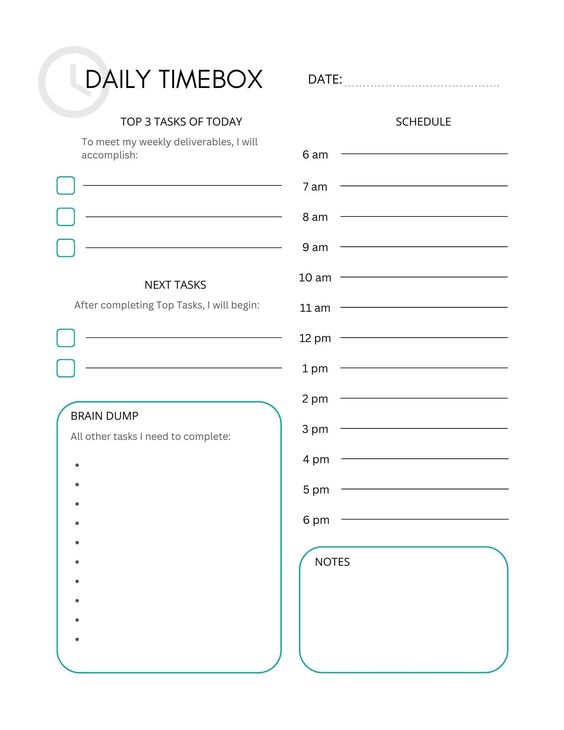 DAILY TIMEBOX
DATE:
TOP 3 TASKS OF TODAY
To meet my weekly deliverables, I will
accomplish:
NEXT TASKS
After completing Top Tasks, I will begin:
BRAIN DUMP
All other tasks I need to complete:
SCHEDULE
6 am
7 am
8 am
9 am
10 am
11 am
12 pm
1 pm
2 pm
3 pm
4 pm
5 pm
6 pm
NOTES